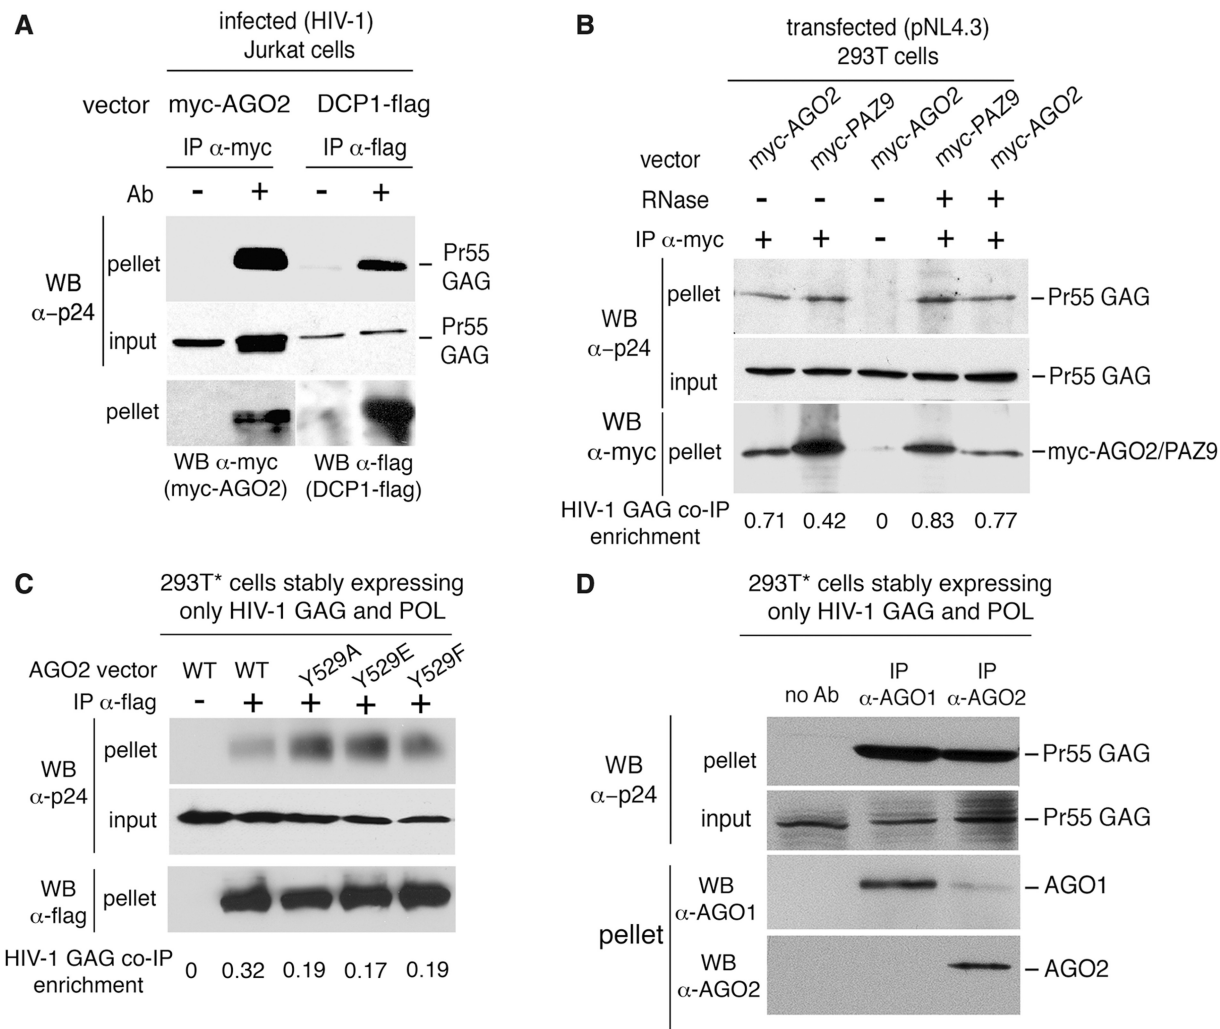 A
infected (HIV-1)
Jurkat cells
vector myc-AGO2 DCP1-flag
IP α-myc IP α-flag
Ab - + - +
WB
α–p24
pellet
Pr55
GAG
input
Pr55
GAG
pellet
WB α-myc
(myc-AGO2)
WB α-flag
(DCP1-flag)
B
transfected (pNL4.3)
293T cells
vector myc-AGO2 myc-PAZ9 myc-AGO2 myc-PAZ9 myc-AGO2
RNase - - - + +
IP α-myc + + - + +
WB
α–p24
pellet
Pr55 GAG
input
Pr55 GAG
WB
α-myc
pellet
myc-AGO2/PAZ9
HIV-1 GAG co-IP
enrichment
0.71 0.42 0 0.83 0.77
C
293T* cells stably expressing
only HIV-1 GAG and POL
AGO2 vector WT WT Y529A Y529E Y529F
IP α-flag - + + + +
WB
α-p24
pellet
input
WB
α-flag
pellet
HIV-1 GAG co-IP
enrichment
0 0.32 0.19 0.17 0.19
D
293T* cells stably expressing
only HIV-1 GAG and POL
no Ab
IP
α-AGO1
IP
α-AGO2
WB
α–p24
pellet
Pr55 GAG
input
Pr55 GAG
pellet
WB
α-AGO1
AGO1
WB
α-AGO2
AGO2